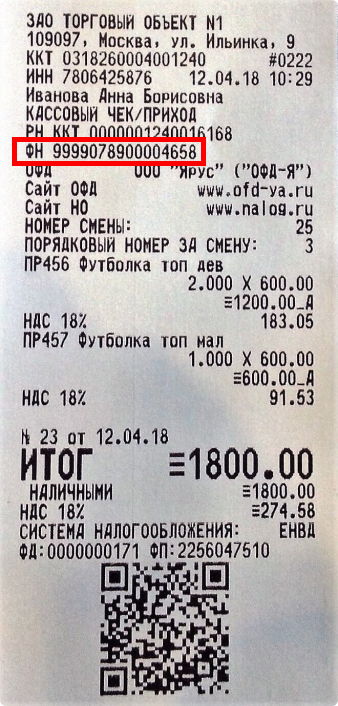 ЗАО ТОРГОВЫЙ ОБЪЕКТ N1
109097, Москва, ул. Ильинка, 9
ККТ 0318260004001240 #0222
ИНН 7806425876 12.04.18 10:29
Иванова Анна Борисовна
КАССОВЫЙ ЧЕК/ПРИХОД
РН ККТ 0000001240016168
ФН 9999078900004658
ОФД ООО "Ярус" ("ОФД-Я")
Сайт ОФД www.ofd-ya.ru
Сайт НО www.nalog.ru
НОМЕР СМЕНЫ: 25
ПОРЯДКОВЫЙ НОМЕР ЗА СМЕНУ: 3
ПР456 Футболка топ дев
2.000 X 600.00
≡1200.00_А
НДС 18% 183.05
ПР457 Футболка топ мал
1.000 X 600.00
≡600.00_А
НДС 18% 91.53
№ 23 от 12.04.18
ИТОГ ≡1800.00
НАЛИЧНЫМИ ≡1800.00
НДС 18% ≡274.58
СИСТЕМА НАЛОГООБЛОЖЕНИЯ: ЕНВД
ФД:0000000171 ФП:2256047510